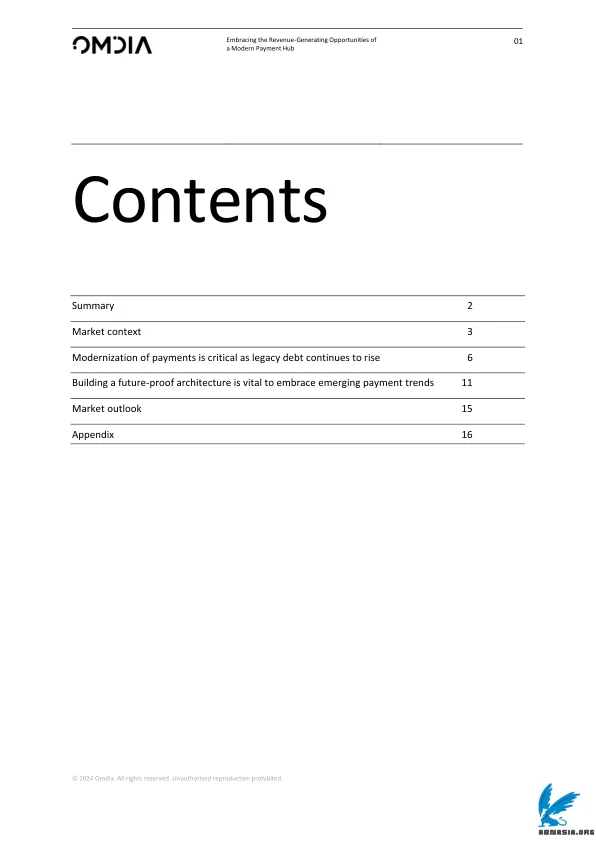 OMDIA
Embracing the Revenue-Generating Opportunities of
a Modern Payment Hub
01
Contents
Summary 2
Market context 3
Modernization of payments is critical as legacy debt continues to rise 6
Building a future-proof architecture is vital to embrace emerging payment trends 11
Market outlook 15
Appendix 16
© 2024 Omdia. All rights reserved. Unauthorized reproduction prohibited.
ABNASIA.ORG